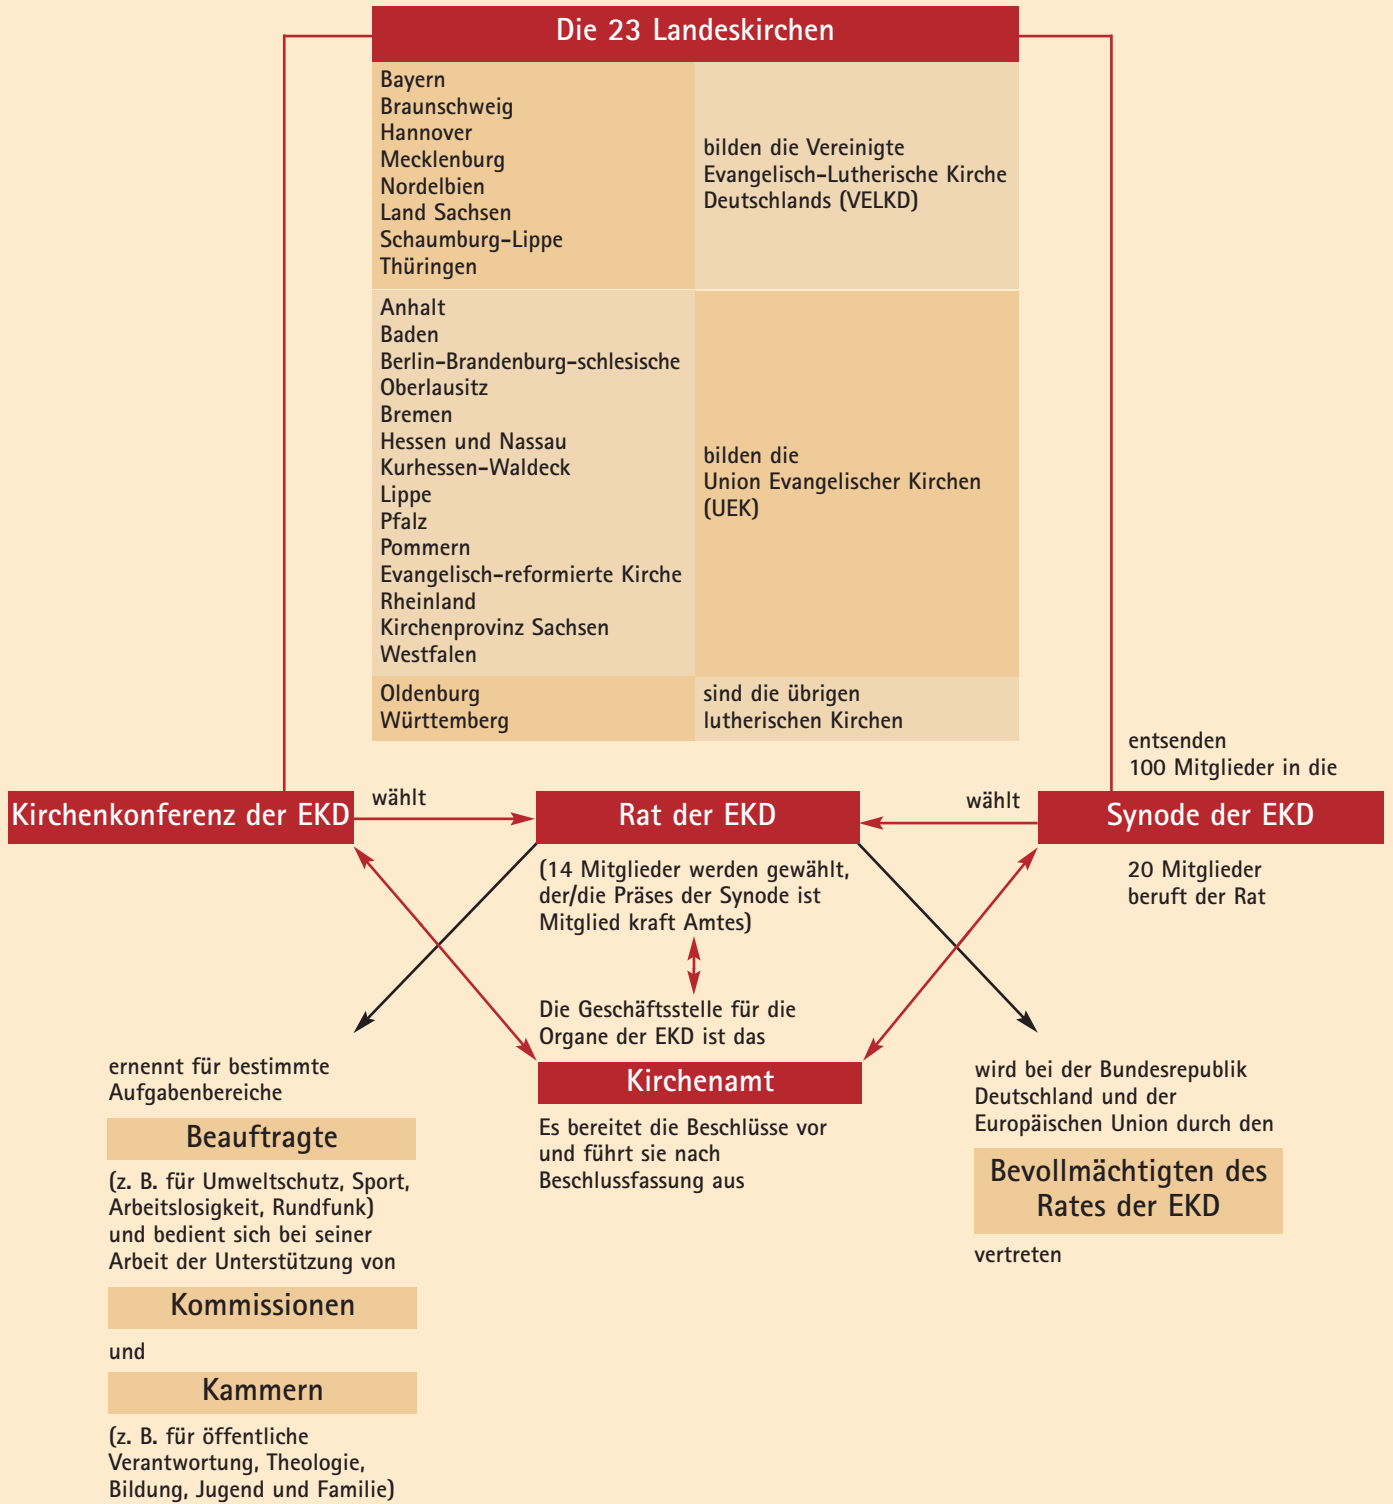 Die 23 Landeskirchen
Bayern
Braunschweig
Hannover
Mecklenburg
Nordelbien
Land Sachsen
Schaumburg-Lippe
Thüringen
bilden die Vereinigte
Evangelisch-Lutherische Kirche
Deutschlands (VELKD)
Anhalt
Baden
Berlin-Brandenburg-schlesische
Oberlausitz
Bremen
Hessen und Nassau
Kurhessen-Waldeck
Lippe
Pfalz
Pommern
Evangelisch-reformierte Kirche
Rheinland
Kirchenprovinz Sachsen
Westfalen
bilden die
Union Evangelischer Kirchen
(UEK)
Oldenburg
Württemberg
sind die übrigen
lutherischen Kirchen
entsenden
100 Mitglieder in die
Kirchenkonferenz der EKD
wählt
Rat der EKD
wählt
Synode der EKD
(14 Mitglieder werden gewählt,
der/die Präses der Synode ist
Mitglied kraft Amtes)
20 Mitglieder
beruft der Rat
Die Geschäftsstelle für die
Organe der EKD ist das
Kirchenamt
Es bereitet die Beschlüsse vor
und führt sie nach
Beschlussfassung aus
ernennt für bestimmte
Aufgabenbereiche
Beauftragte
(z. B. für Umweltschutz, Sport,
Arbeitslosigkeit, Rundfunk)
und bedient sich bei seiner
Arbeit der Unterstützung von
Kommissionen
und
Kammern
(z. B. für öffentliche
Verantwortung, Theologie,
Bildung, Jugend und Familie)
wird bei der Bundesrepublik
Deutschland und der
Europäischen Union durch den
Bevollmächtigten des
Rates der EKD
vertreten